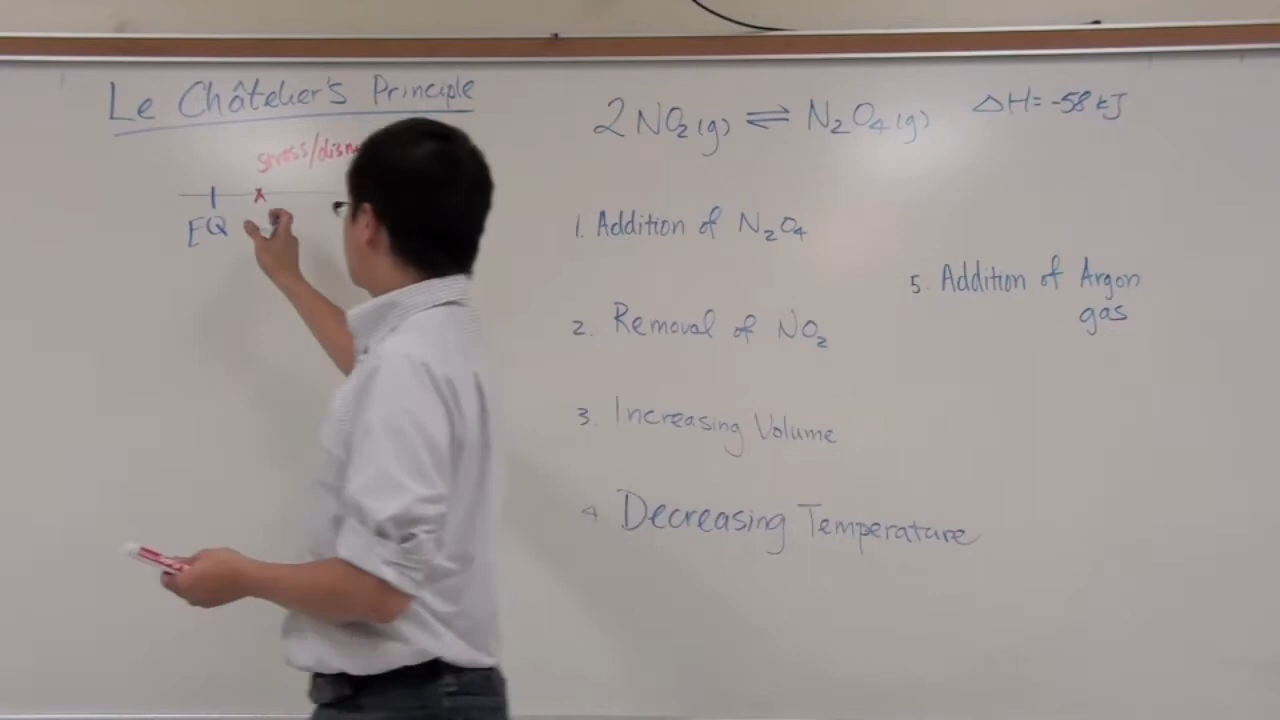 Le Châtelier's Principle
stress/
EQ
2NO₂(g) ⇌ N₂O₄(g) ΔH = -58 kJ
1. Addition of N₂O₄
2. Removal of NO₂
3. Increasing Volume
4 Decreasing Temperature
5. Addition of Argon
gas